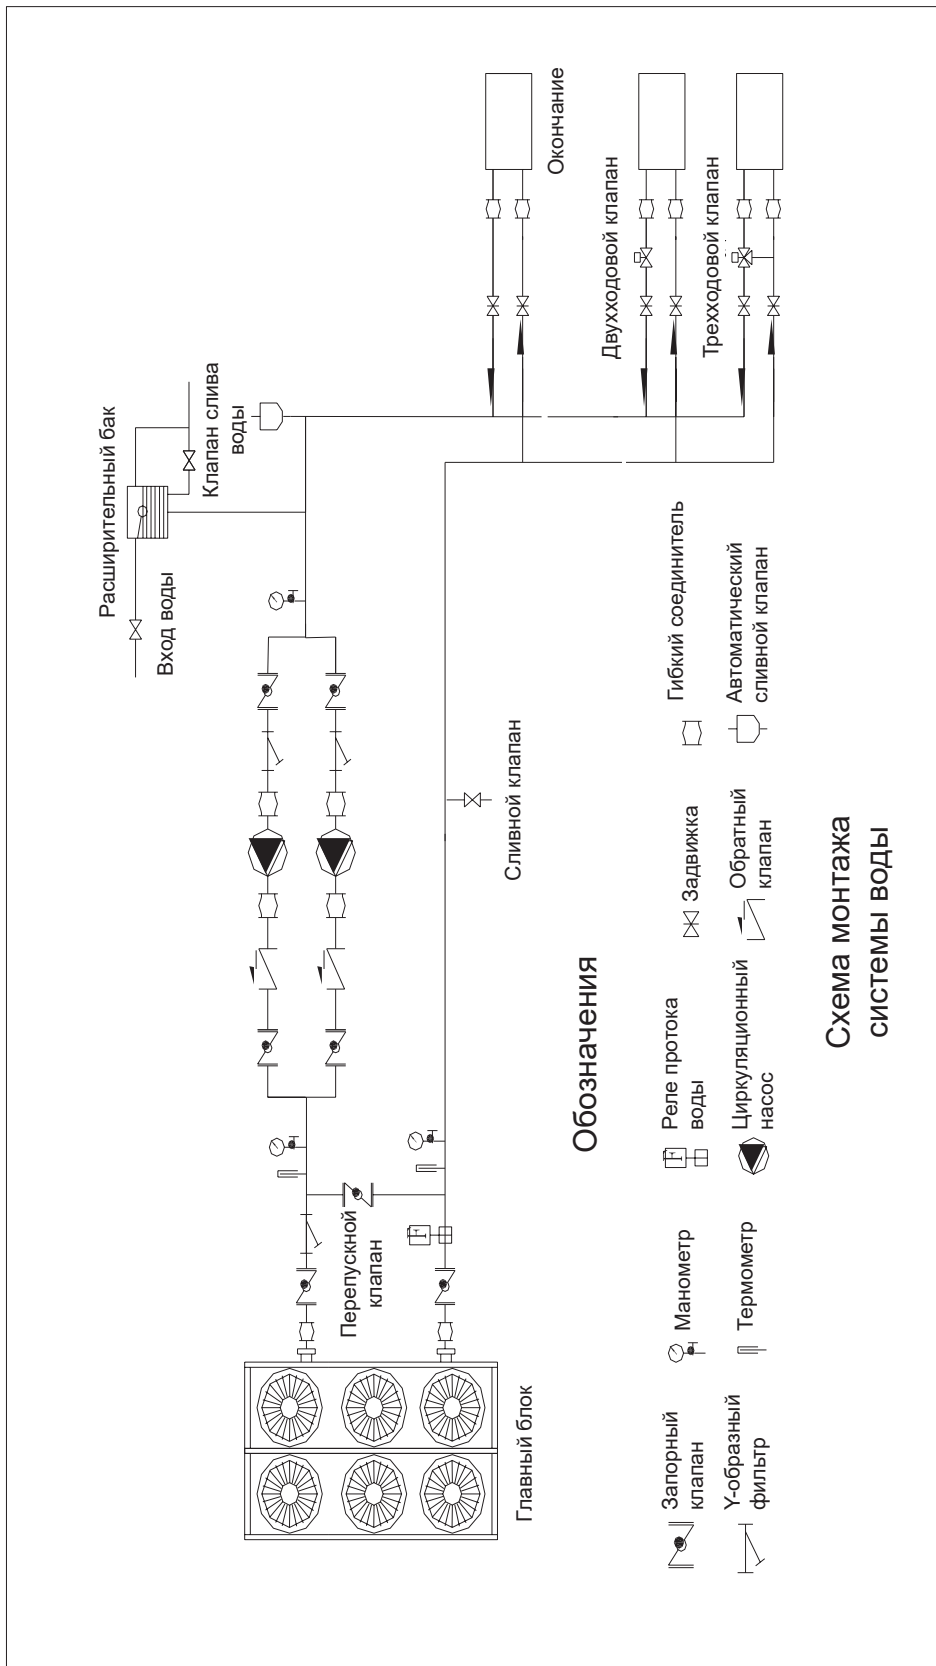 Расширительный бак
Вход воды
Клапан слива
воды
Окончание
Двухходовой клапан
Трехходовой клапан
Сливной клапан
Перепускной
клапан
Главный блок
Обозначения
Запорный
клапан
Манометр
Реле протока
воды
Задвижка
Гибкий соединитель
Y-образный
фильтр
Термометр
Циркуляционный
насос
Обратный
клапан
Автоматический
сливной клапан
Схема монтажа
системы воды